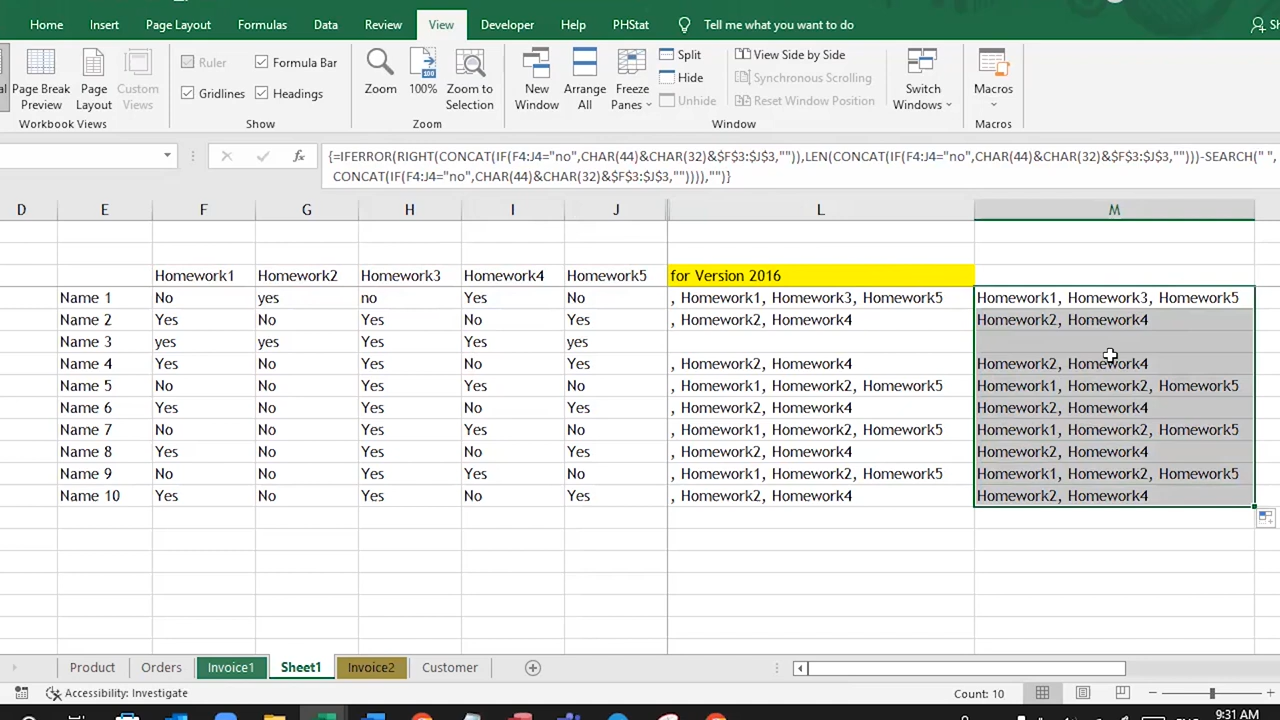 Home Insert Page Layout Formulas Data Review View Developer Help PHStat Tell me what you want to do
Page Break Preview
Page Layout
Custom Views
Ruler
Formula Bar
Gridlines
Headings
Workbook Views
Show
Zoom
100%
Zoom to Selection
Zoom
New Window
Arrange All
Freeze Panes
Split
Hide
Unhide
View Side by Side
Synchronous Scrolling
Reset Window Position
Switch Windows
Window
Macros
Macros
fx
{=IFERROR(RIGHT(CONCAT(IF(F4:J4="no",CHAR(44)&CHAR(32)&$F$3:$J$3,"")),LEN(CONCAT(IF(F4:J4="no",CHAR(44)&CHAR(32)&$F$3:$J$3,"")))-SEARCH(" ",
CONCAT(IF(F4:J4="no",CHAR(44)&CHAR(32)&$F$3:$J$3,"")))),"")}
D E F G H I J L M
Homework1 Homework2 Homework3 Homework4 Homework5 for Version 2016
Name 1 No yes no Yes No , Homework1, Homework3, Homework5 Homework1, Homework3, Homework5
Name 2 Yes No Yes No Yes , Homework2, Homework4 Homework2, Homework4
Name 3 yes yes Yes Yes yes
Name 4 Yes No Yes No Yes , Homework2, Homework4 Homework2, Homework4
Name 5 No No Yes Yes No , Homework1, Homework2, Homework5 Homework1, Homework2, Homework5
Name 6 Yes No Yes No Yes , Homework2, Homework4 Homework2, Homework4
Name 7 No No Yes Yes No , Homework1, Homework2, Homework5 Homework1, Homework2, Homework5
Name 8 Yes No Yes No Yes , Homework2, Homework4 Homework2, Homework4
Name 9 No No Yes Yes No , Homework1, Homework2, Homework5 Homework1, Homework2, Homework5
Name 10 Yes No Yes No Yes , Homework2, Homework4 Homework2, Homework4
Product Orders Invoice1 Sheet1 Invoice2 Customer
Accessibility: Investigate Count: 10
9:31 AM